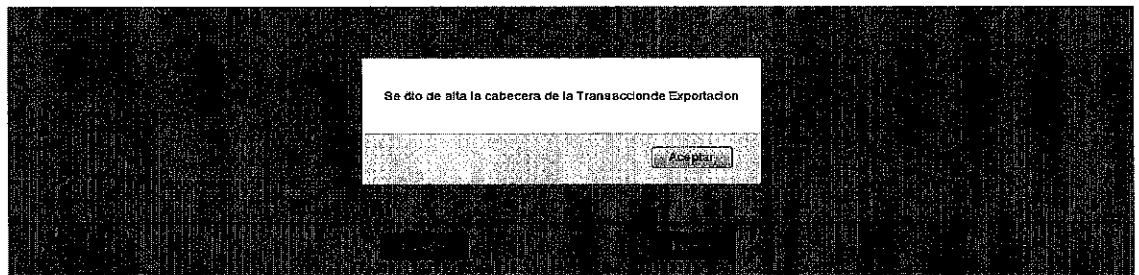 Se dio de alta la cabecera de la Transaccionde Exportacion
Aceptar